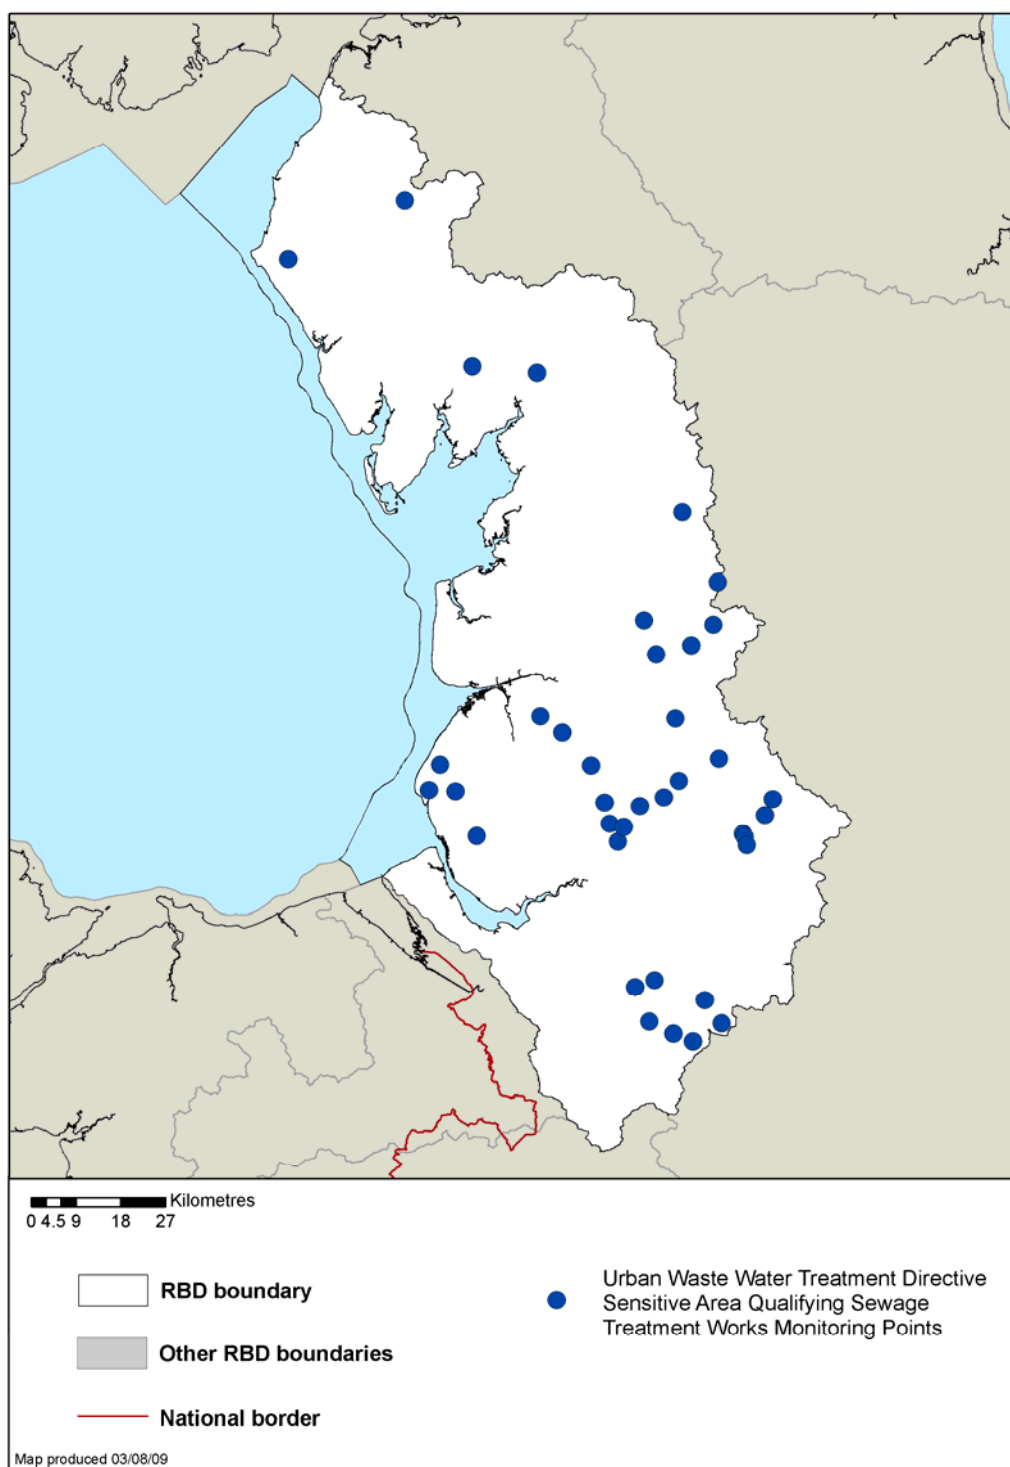 Kilometres
0 4.5 9 18 27
RBD boundary
Other RBD boundaries
National border
Urban Waste Water Treatment Directive
Sensitive Area Qualifying Sewage
Treatment Works Monitoring Points
Map produced 03/08/09